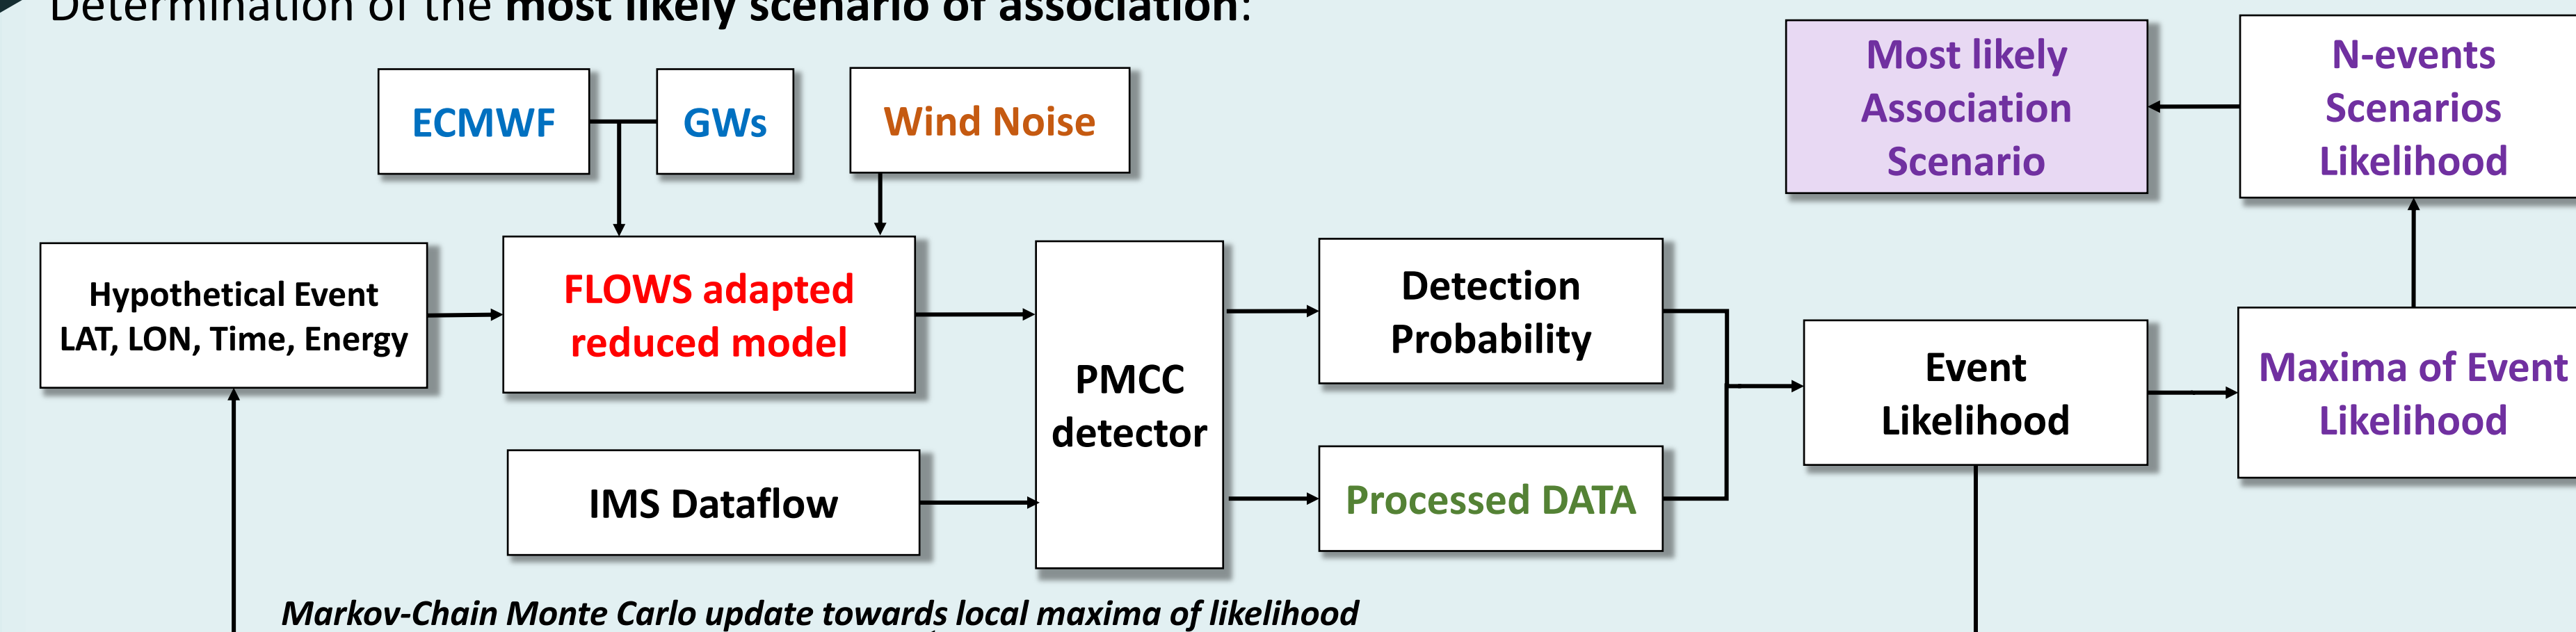 Determination of the most likely scenario of association:
ECMWF
GWs
Wind Noise
Most likely
Association
Scenario
N-events
Scenarios
Likelihood
Hypothetical Event
LAT, LON, Time, Energy
FLOWS adapted
reduced model
PMCC
detector
Detection
Probability
Event
Likelihood
Maxima of Event
Likelihood
IMS Dataflow
Processed DATA
Markov-Chain Monte Carlo update towards local maxima of likelihood